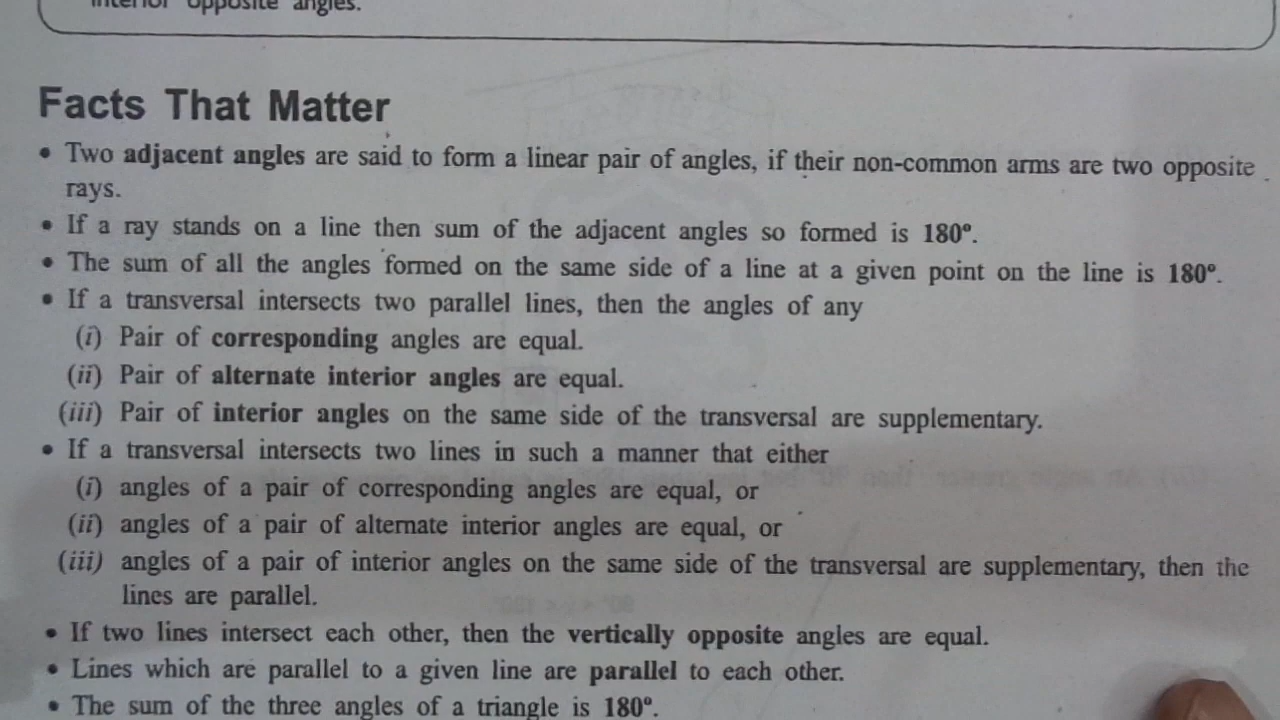 interior opposite angles.
Facts That Matter
• Two adjacent angles are said to form a linear pair of angles, if their non-common arms are two opposite
rays.
• If a ray stands on a line then sum of the adjacent angles so formed is 180º.
• The sum of all the angles formed on the same side of a line at a given point on the line is 180º.
• If a transversal intersects two parallel lines, then the angles of any
(i) Pair of corresponding angles are equal.
(ii) Pair of alternate interior angles are equal.
(iii) Pair of interior angles on the same side of the transversal are supplementary.
• If a transversal intersects two lines in such a manner that either
(i) angles of a pair of corresponding angles are equal, or
(ii) angles of a pair of alternate interior angles are equal, or
(iii) angles of a pair of interior angles on the same side of the transversal are supplementary, then the
lines are parallel.
• If two lines intersect each other, then the vertically opposite angles are equal.
• Lines which are parallel to a given line are parallel to each other.
• The sum of the three angles of a triangle is 180º.